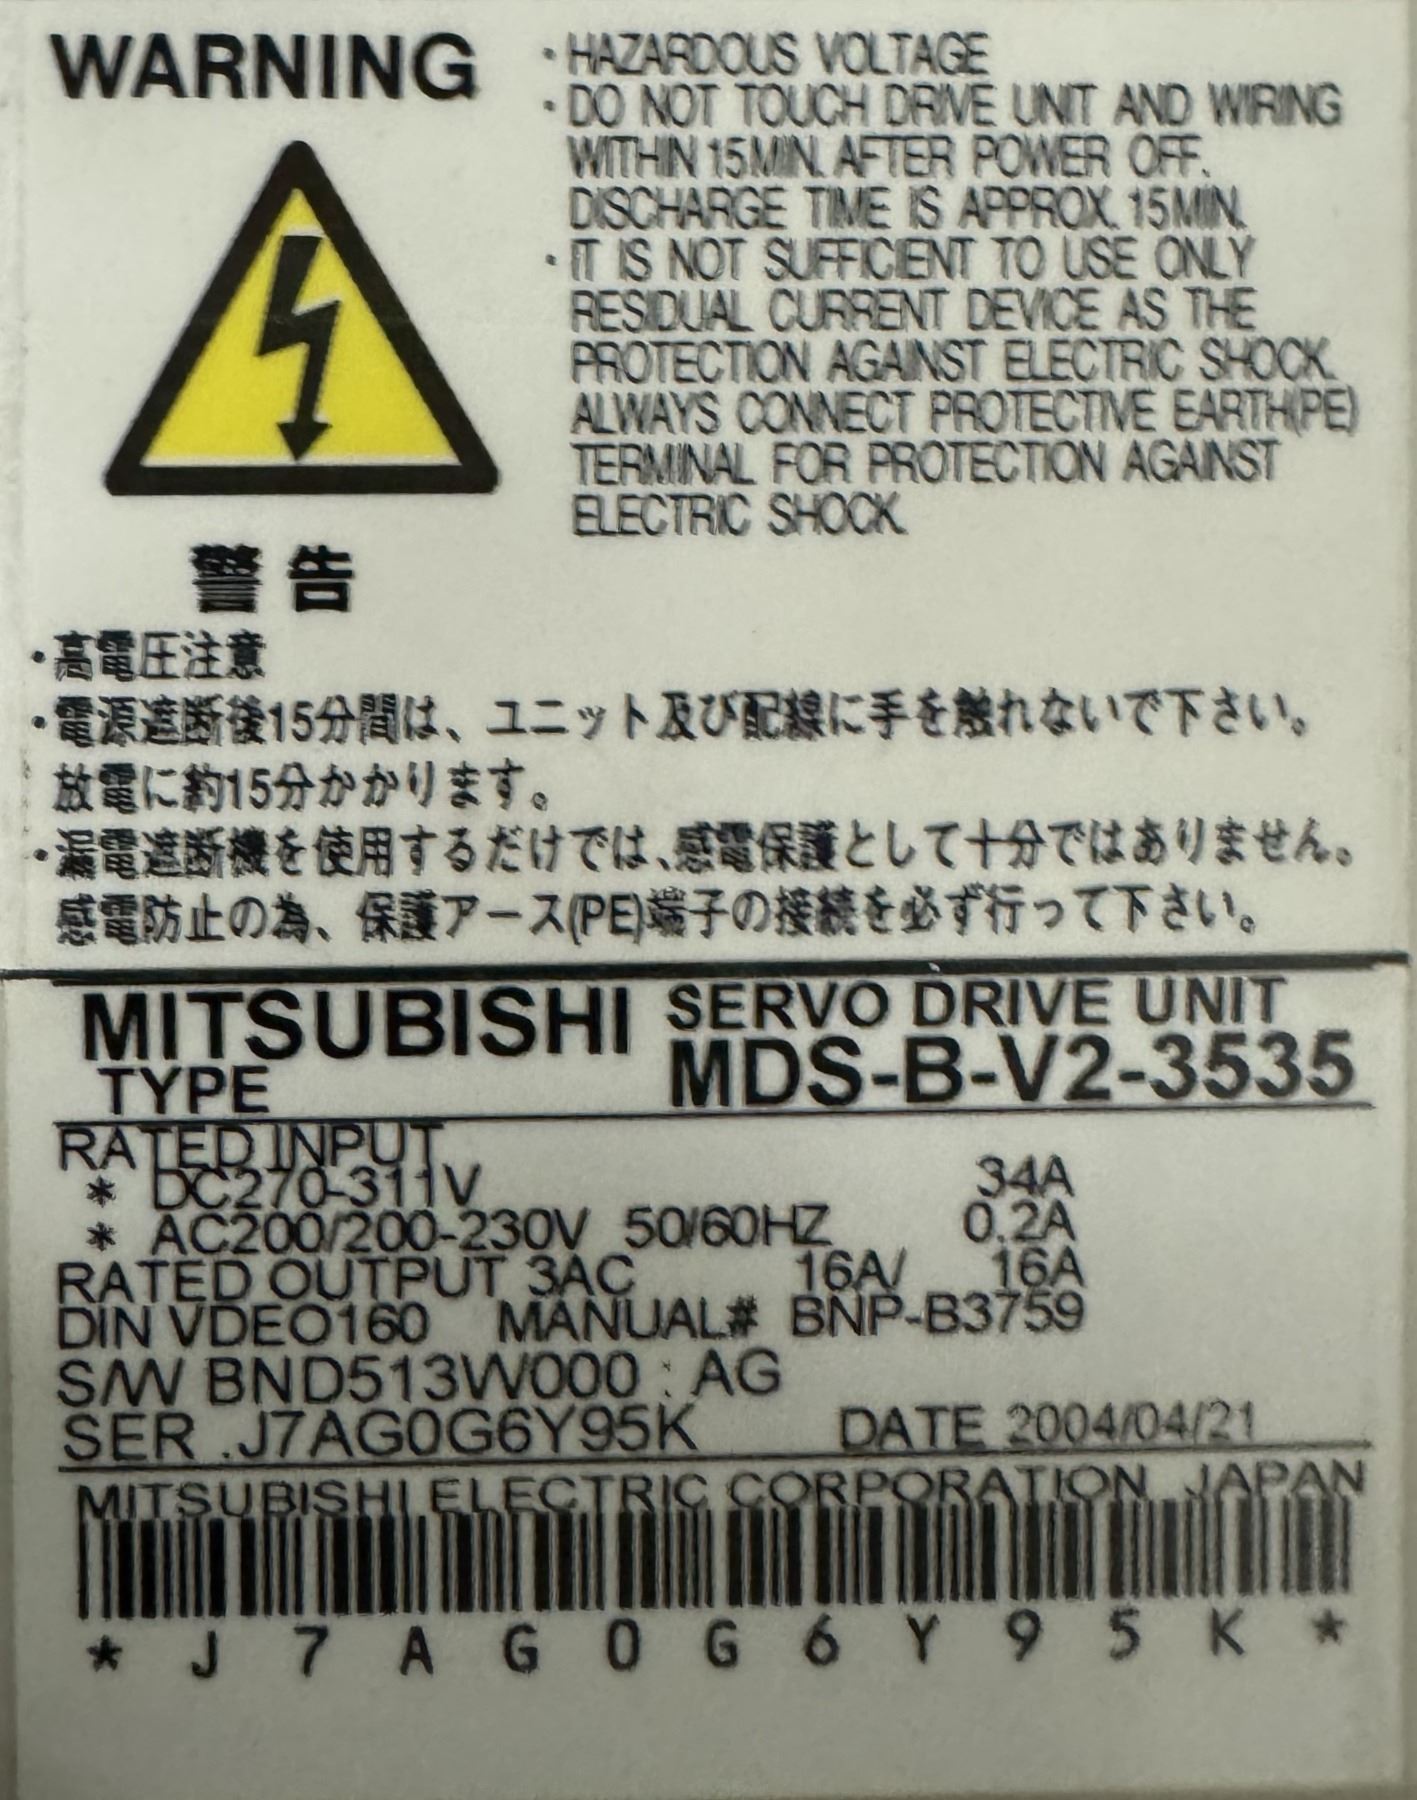 WARNING
・HAZARDOUS VOLTAGE
・DO NOT TOUCH DRIVE UNIT AND WIRING
WITHIN 15MIN. AFTER POWER OFF.
DISCHARGE TIME IS APPROX. 15MIN.
・IT IS NOT SUFFICIENT TO USE ONLY
RESIDUAL CURRENT DEVICE AS THE
PROTECTION AGAINST ELECTRIC SHOCK.
ALWAYS CONNECT PROTECTIVE EARTH(PE)
TERMINAL FOR PROTECTION AGAINST
ELECTRIC SHOCK.
警告
・高電圧注意
・電源遮断後15分間は、ユニット及び配線に手を触れないで下さい。
放電に約15分かかります。
・漏電遮断機を使用するだけでは、感電保護として十分ではありません。
感電防止の為、保護アース(PE)端子の接続を必ず行って下さい。
MITSUBISHI SERVO DRIVE UNIT
TYPE MDS-B-V2-3535
RATED INPUT
* DC270-311V 34A
* AC200/200-230V 50/60HZ 0.2A
RATED OUTPUT 3AC 16A/ 16A
DIN VDEO160 MANUAL# BNP-B3759
S/W BND513W000 : AG
SER .J7AG0G6Y95K DATE 2004/04/21
MITSUBISHI ELECTRIC CORPORATION JAPAN
* J 7 A G 0 G 6 Y 9 5 K *